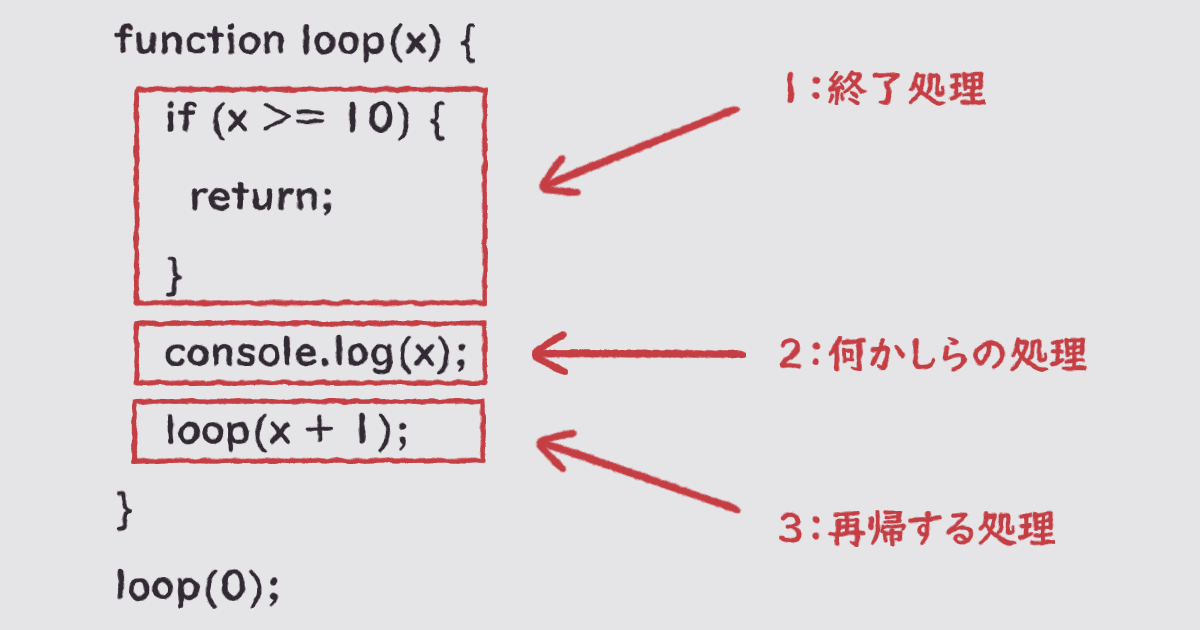 function loop(x) {
if (x >= 10) {
return;
}
console.log(x);
loop(x + 1);
}
loop(0);
1:終了処理
2:何かしらの処理
3:再帰する処理